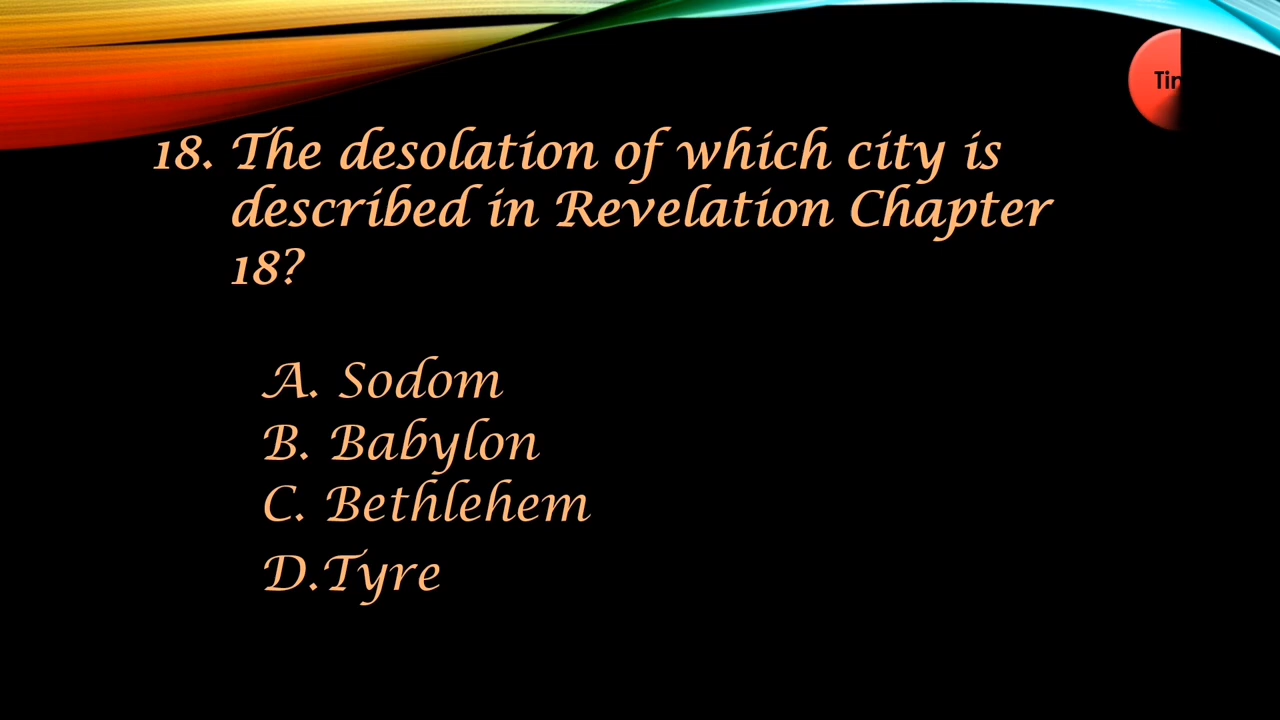 18. The desolation of which city is
described in Revelation Chapter
18?
A. Sodom
B. Babylon
C. Bethlehem
D.Tyre